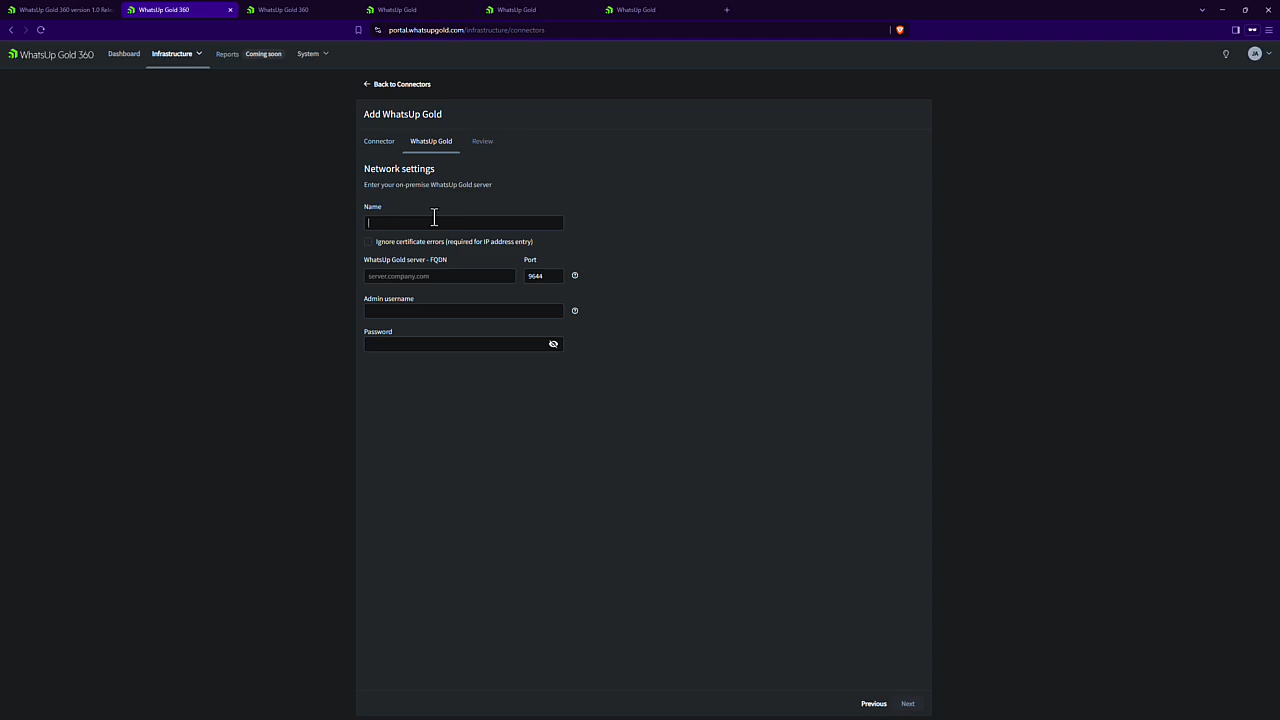 WhatsUp Gold 360 version 1.0 Rele
WhatsUp Gold 360
WhatsUp Gold 360
WhatsUp Gold
WhatsUp Gold
WhatsUp Gold
portal.whatsupgold.com/infrastructure/connectors
WhatsUp Gold 360
Dashboard
Infrastructure
Reports
Coming soon
System
JA
Back to Connectors
Add WhatsUp Gold
Connector
WhatsUp Gold
Review
Network settings
Enter your on-premise WhatsUp Gold server
Name
Ignore certificate errors (required for IP address entry)
WhatsUp Gold server - FQDN
Port
server.company.com
9644
Admin username
Password
Previous
Next